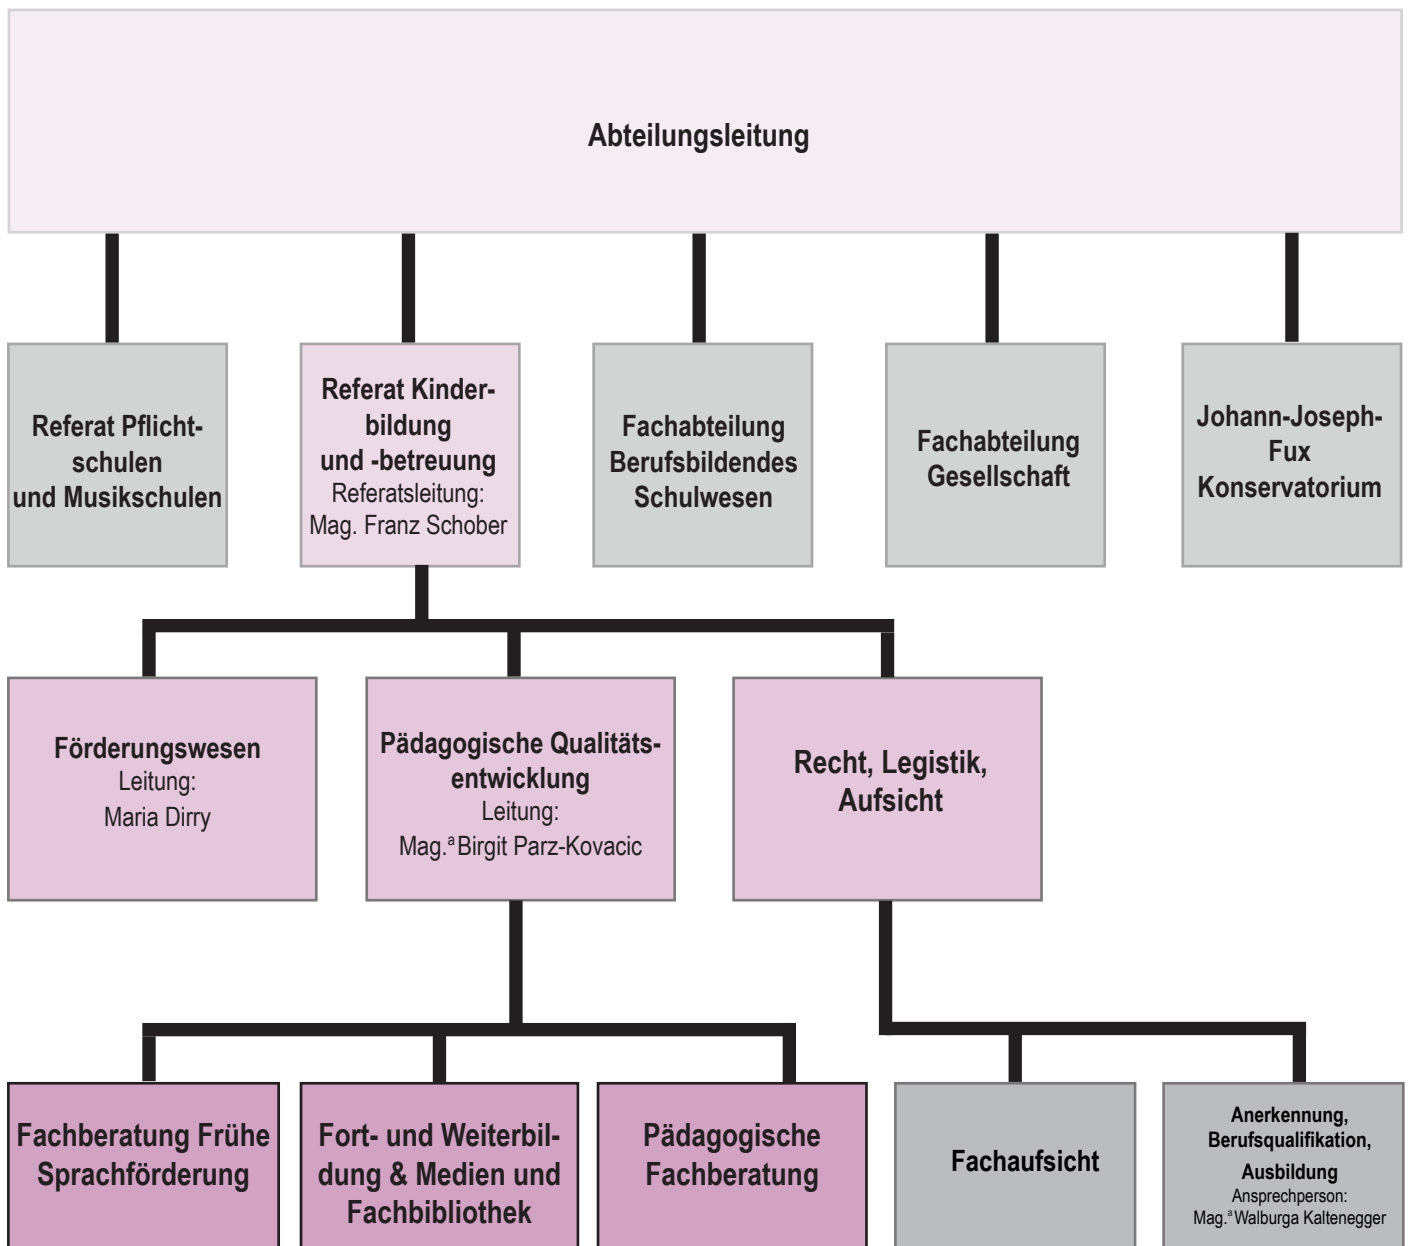 Abteilungsleitung
Referat Pflicht-
schulen
und Musikschulen
Referat Kinder-
bildung
und -betreuung
Referatsleitung:
Mag. Franz Schober
Fachabteilung
Berufsbildendes
Schulwesen
Fachabteilung
Gesellschaft
Johann-Joseph-
Fux
Konservatorium
Förderungswesen
Leitung:
Maria Dirry
Pädagogische Qualitäts-
entwicklung
Leitung:
Mag.ª Birgit Parz-Kovacic
Recht, Legistik,
Aufsicht
Fachberatung Frühe
Sprachförderung
Fort- und Weiterbil-
dung & Medien und
Fachbibliothek
Pädagogische
Fachberatung
Fachaufsicht
Anerkennung,
Berufsqualifikation,
Ausbildung
Ansprechperson:
Mag.ª Walburga Kaltenegger